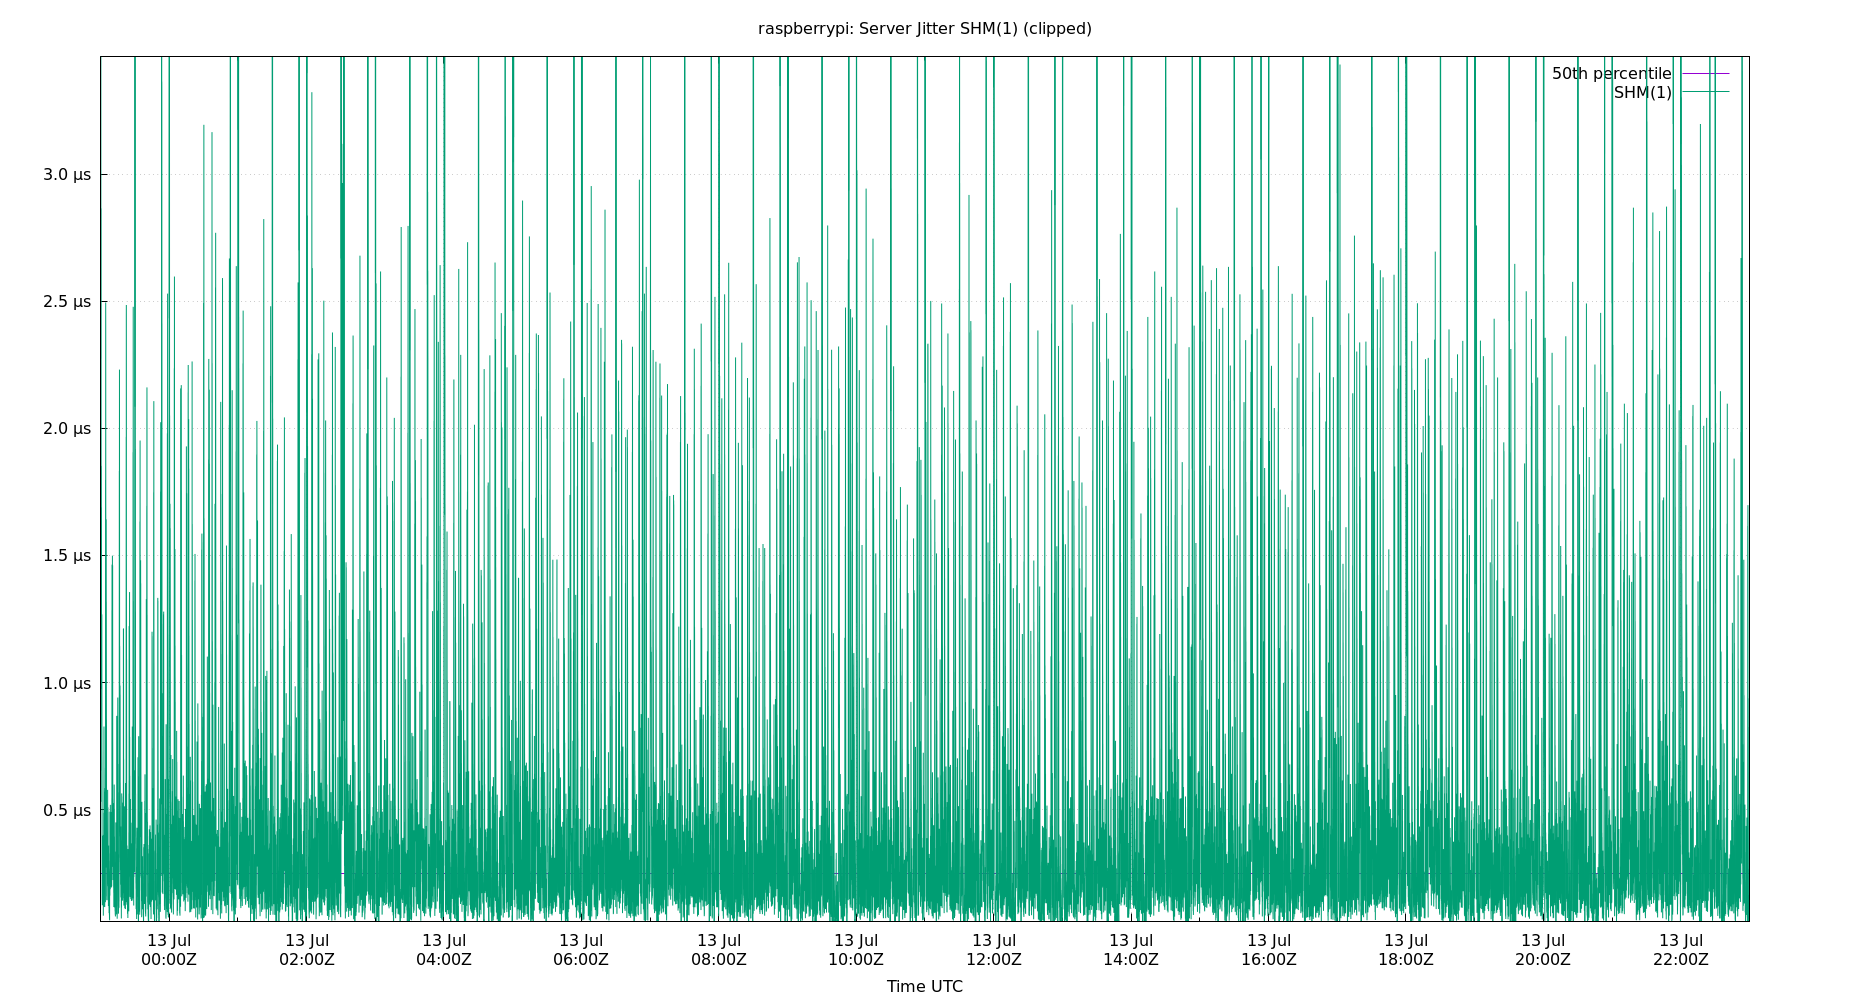 raspberrypi: Server Jitter SHM(1) (clipped)
50th percentile
SHM(1)
3.0 µs
2.5 µs
2.0 µs
1.5 µs
1.0 µs
0.5 µs
13 Jul 13 Jul 13 Jul 13 Jul 13 Jul 13 Jul 13 Jul 13 Jul 13 Jul 13 Jul 13 Jul 13 Jul
00:00Z 02:00Z 04:00Z 06:00Z 08:00Z 10:00Z 12:00Z 14:00Z 16:00Z 18:00Z 20:00Z 22:00Z
Time UTC